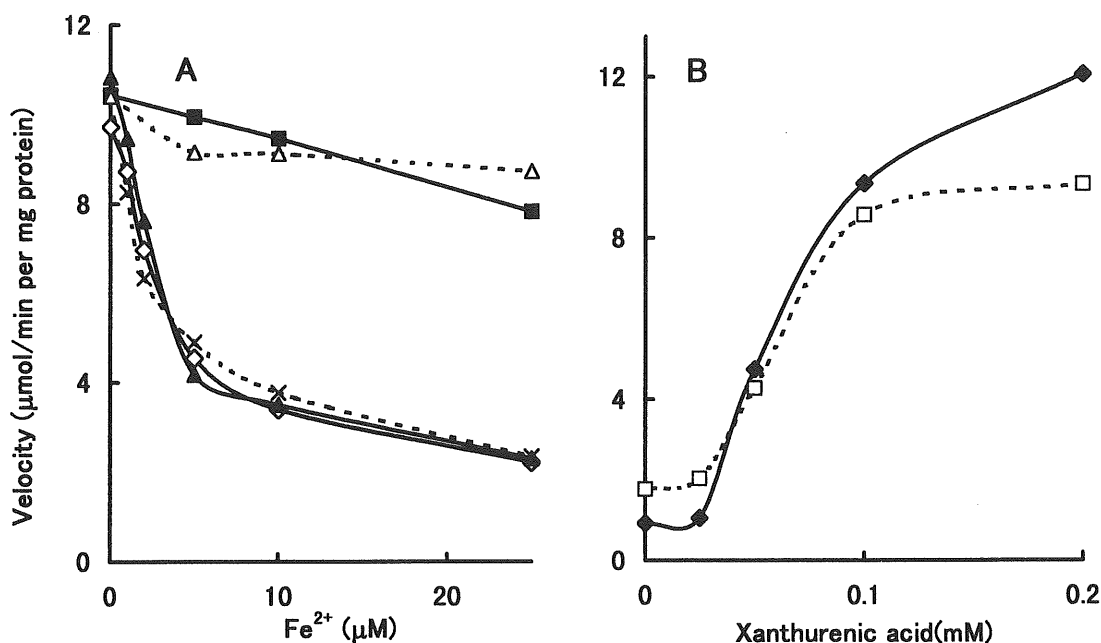 A
Velocity (µmol/min per mg protein)
12
8
4
0
0
10
20
Fe²⁺ (µM)
B
12
8
4
0
0
0.1
0.2
Xanthurenic acid(mM)